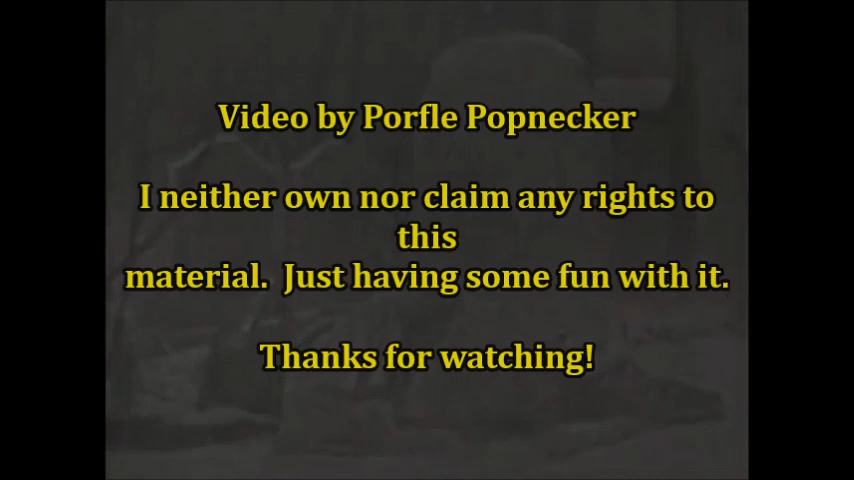 Video by Porfle Popnecker
I neither own nor claim any rights to
this
material.  Just having some fun with it.
Thanks for watching!